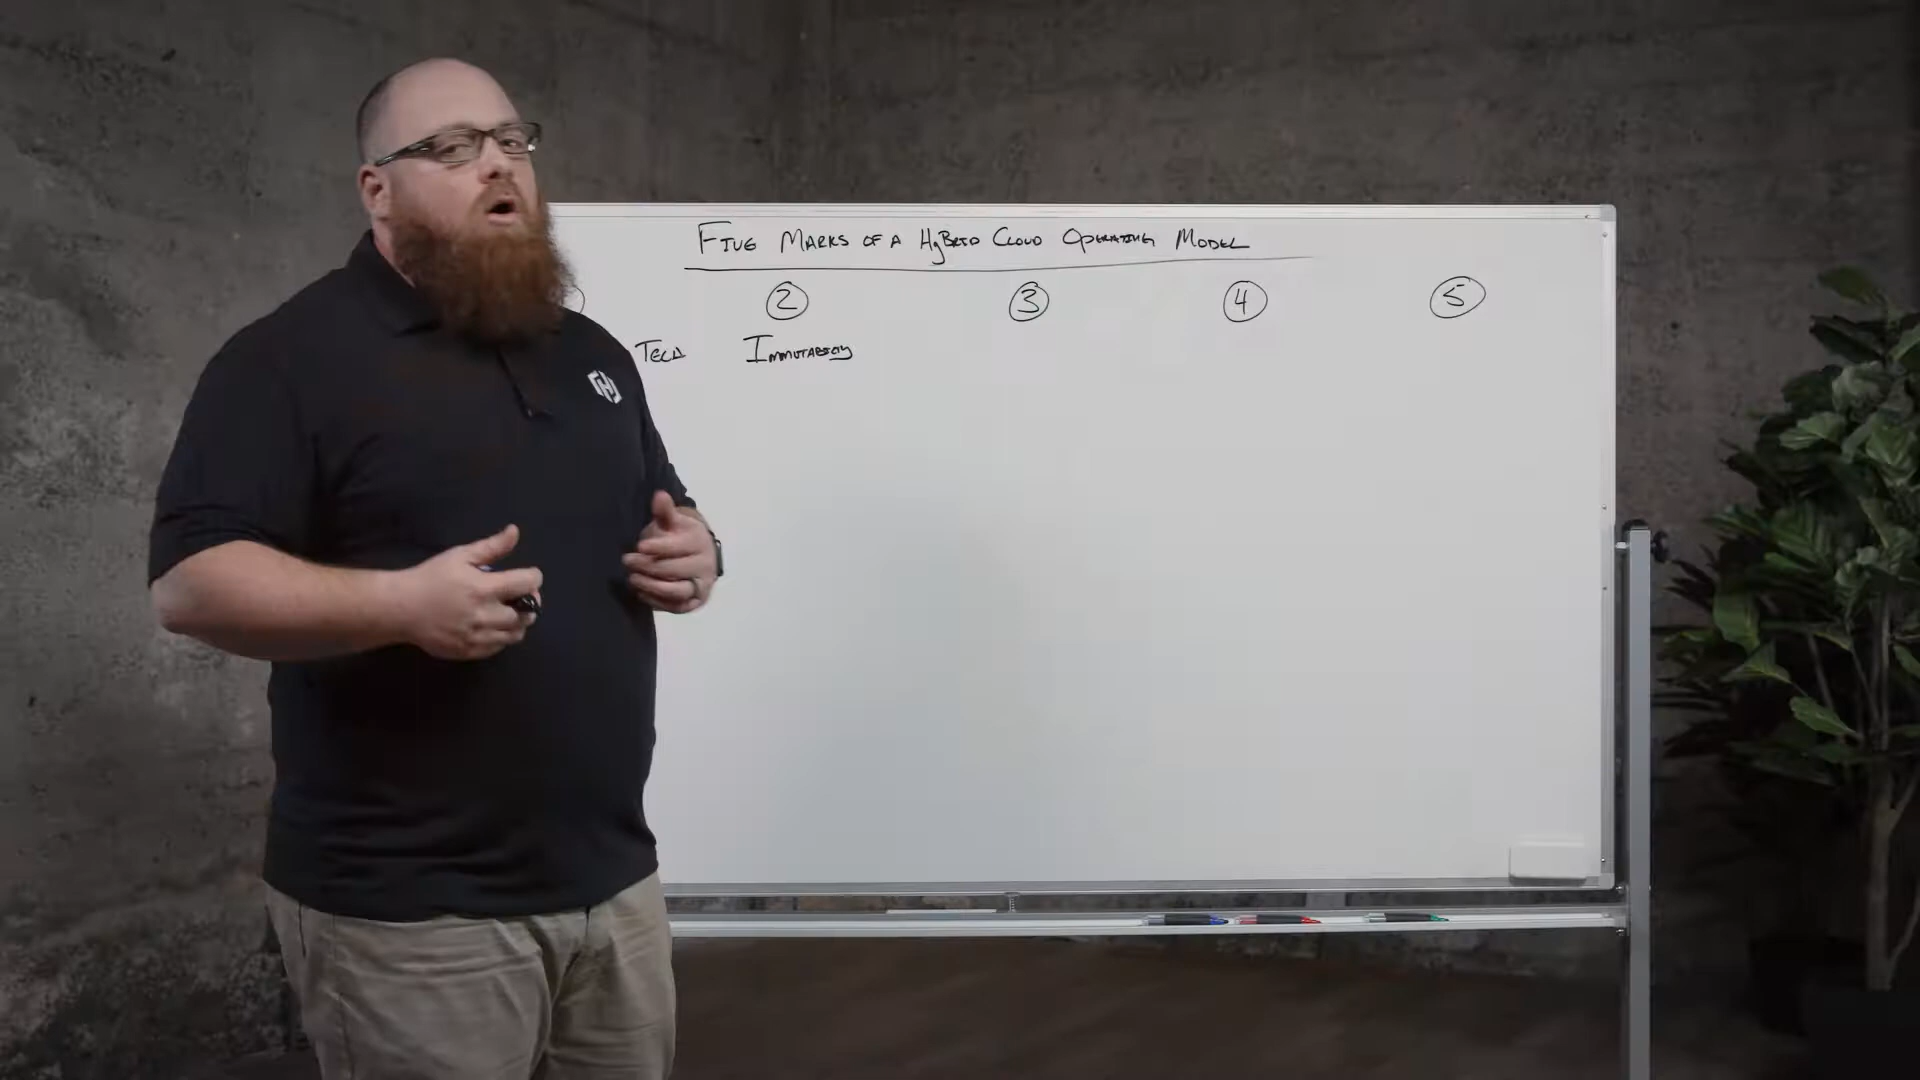 FIVE MARKS OF A HYBRID CLOUD OPERATING MODEL
2 3 4 5
TECH IMMUTABILITY